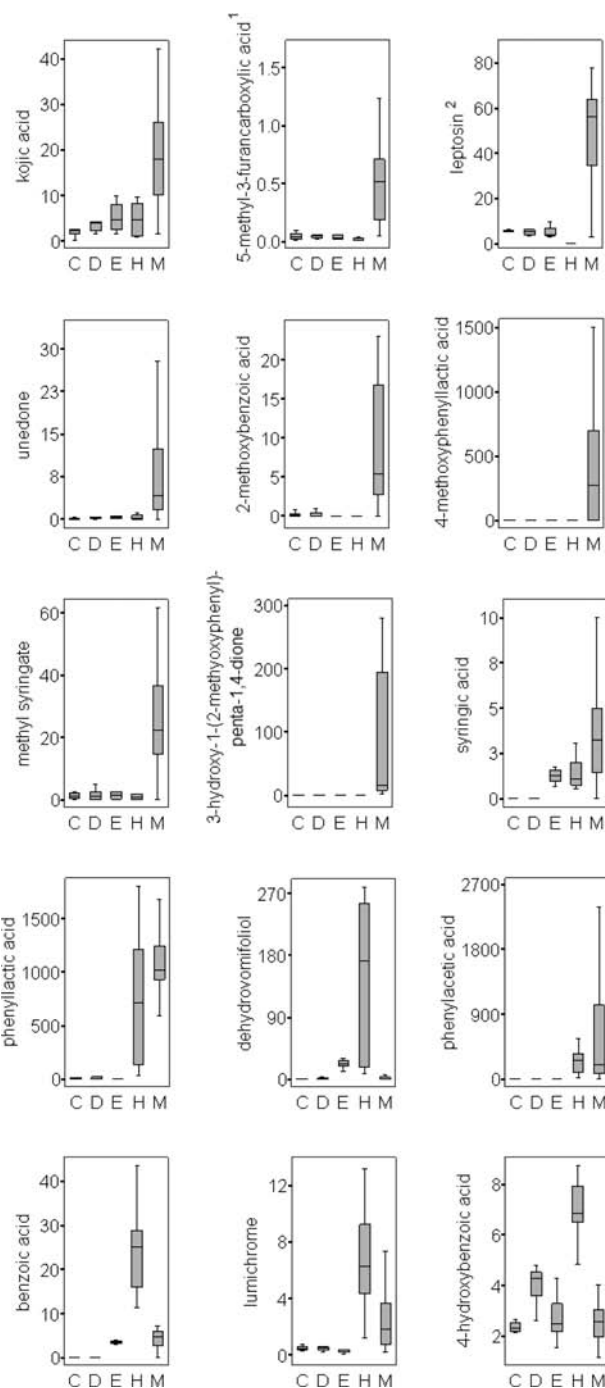 kojic acid
40
30
20
10
0
C D E H M
5-methyl-3-furancarboxylic acid 1
1.5
1.0
0.5
0.0
C D E H M
leptosin 2
80
60
40
20
0
C D E H M
unedone
30
23
15
8
0
C D E H M
2-methoxybenzoic acid
20
15
10
5
0
C D E H M
4-methoxyphenyllactic acid
1500
1000
500
0
C D E H M
methyl syringate
60
40
20
0
C D E H M
3-hydroxy-1-(2-methyoxyphenyl)-
penta-1,4-dione
300
200
100
0
C D E H M
syringic acid
10
8
5
3
0
C D E H M
phenyllactic acid
1500
1000
500
0
C D E H M
dehydrovomifoliol
270
180
90
0
C D E H M
phenylacetic acid
2700
1800
900
0
C D E H M
benzoic acid
40
30
20
10
0
C D E H M
lumichrome
12
8
4
0
C D E H M
4-hydroxybenzoic acid
8
6
4
2
C D E H M